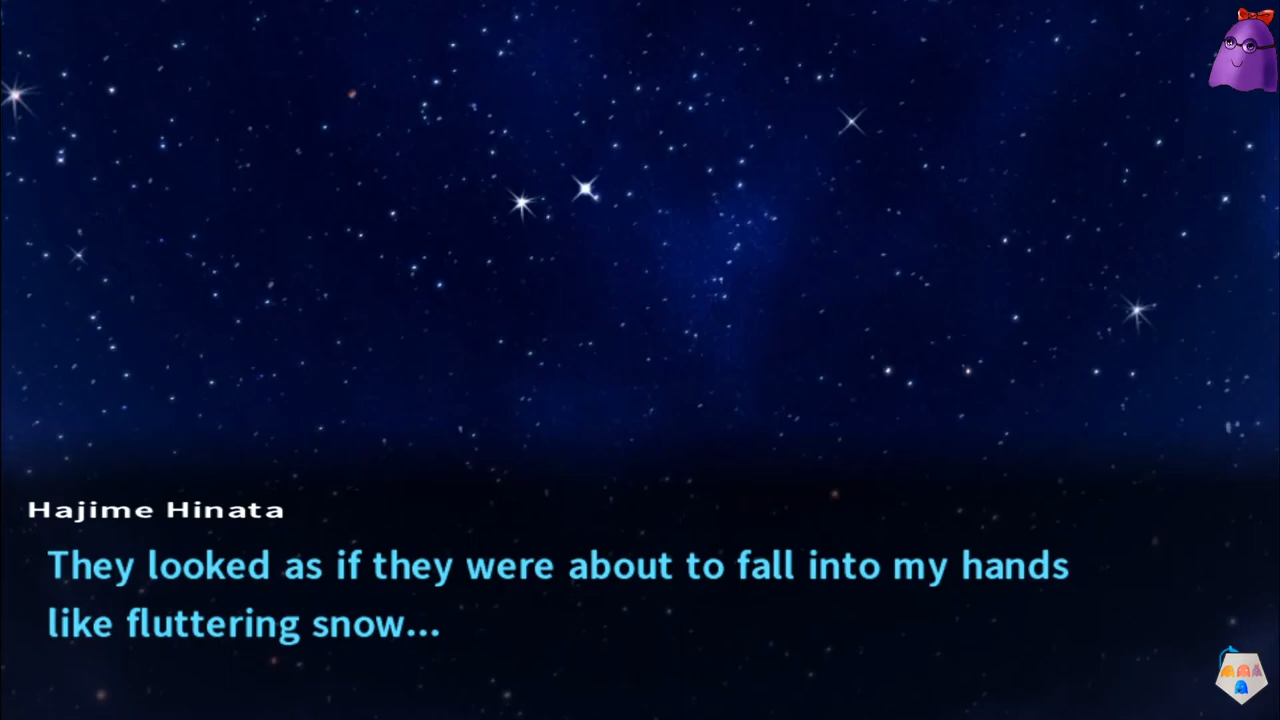 Hajime Hinata
They looked as if they were about to fall into my hands
like fluttering snow...